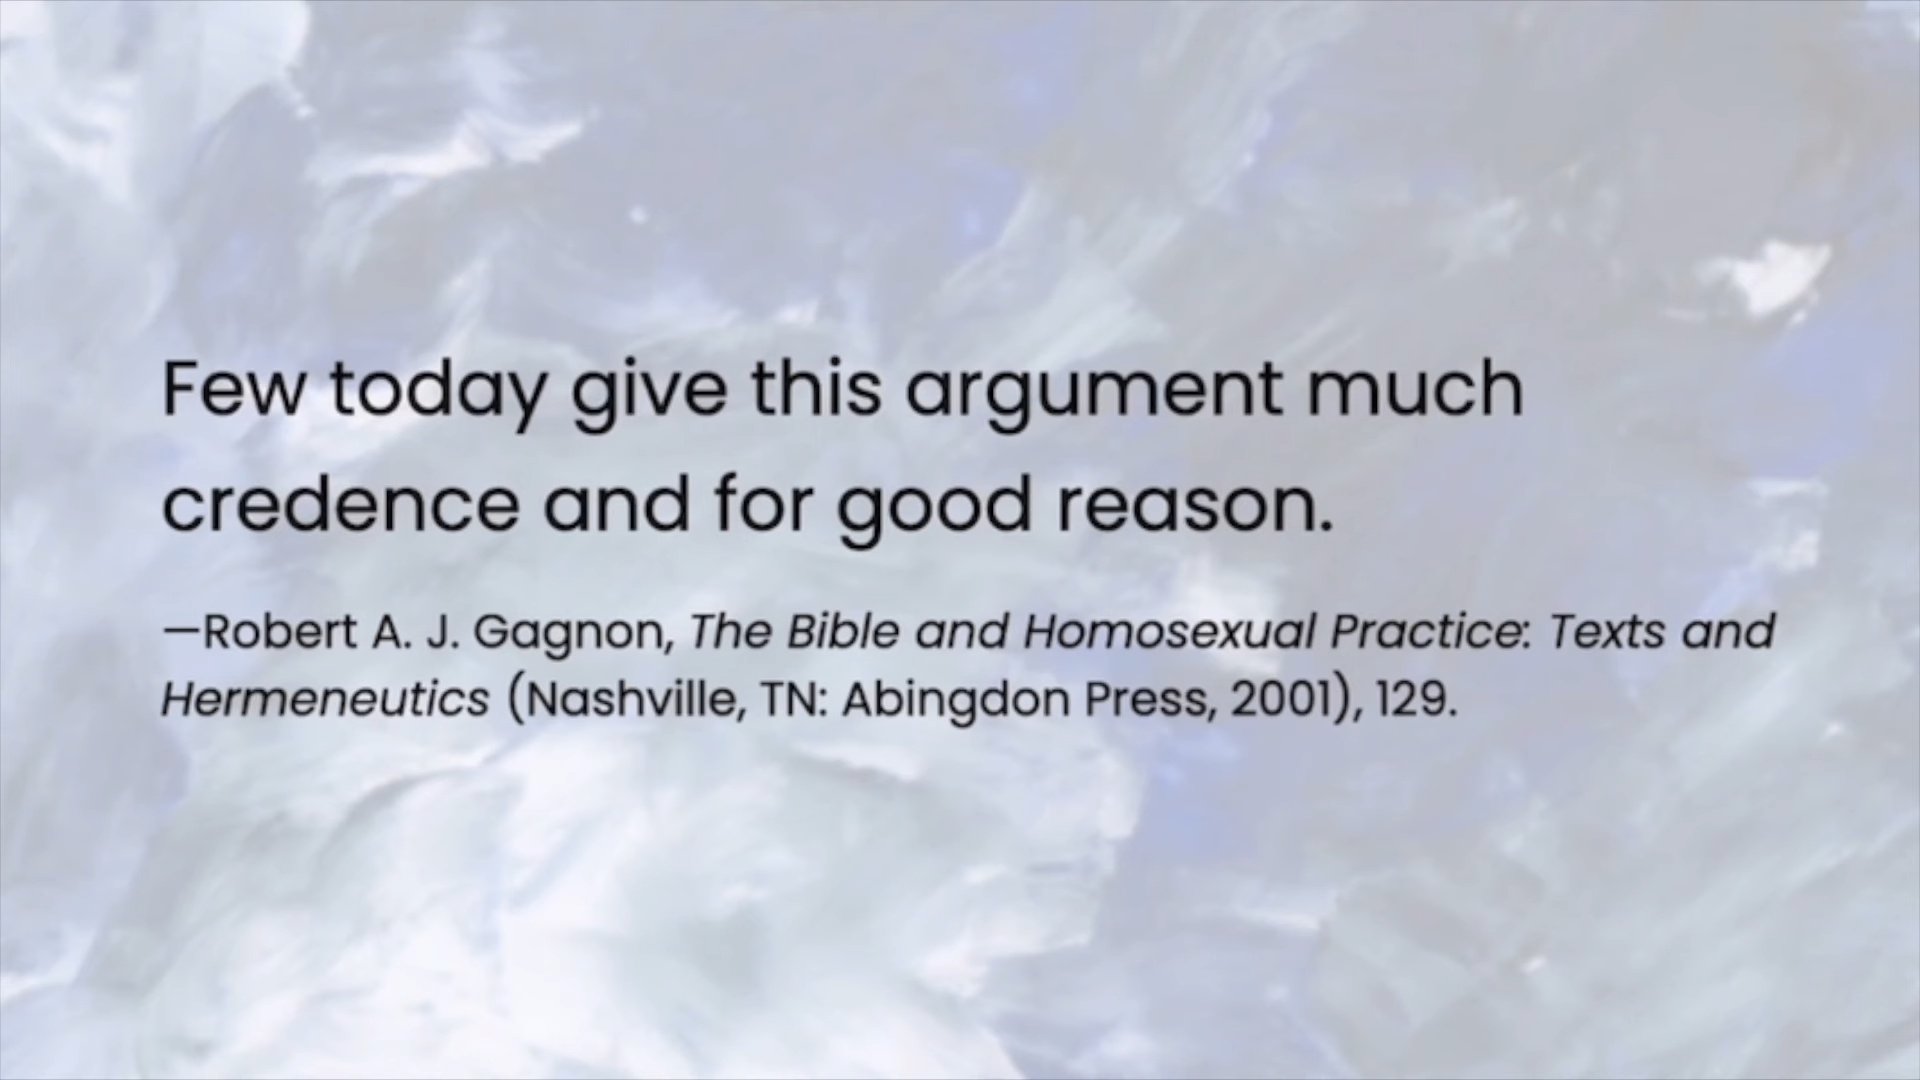 Few today give this argument much
credence and for good reason.
—Robert A. J. Gagnon, The Bible and Homosexual Practice: Texts and
Hermeneutics (Nashville, TN: Abingdon Press, 2001), 129.